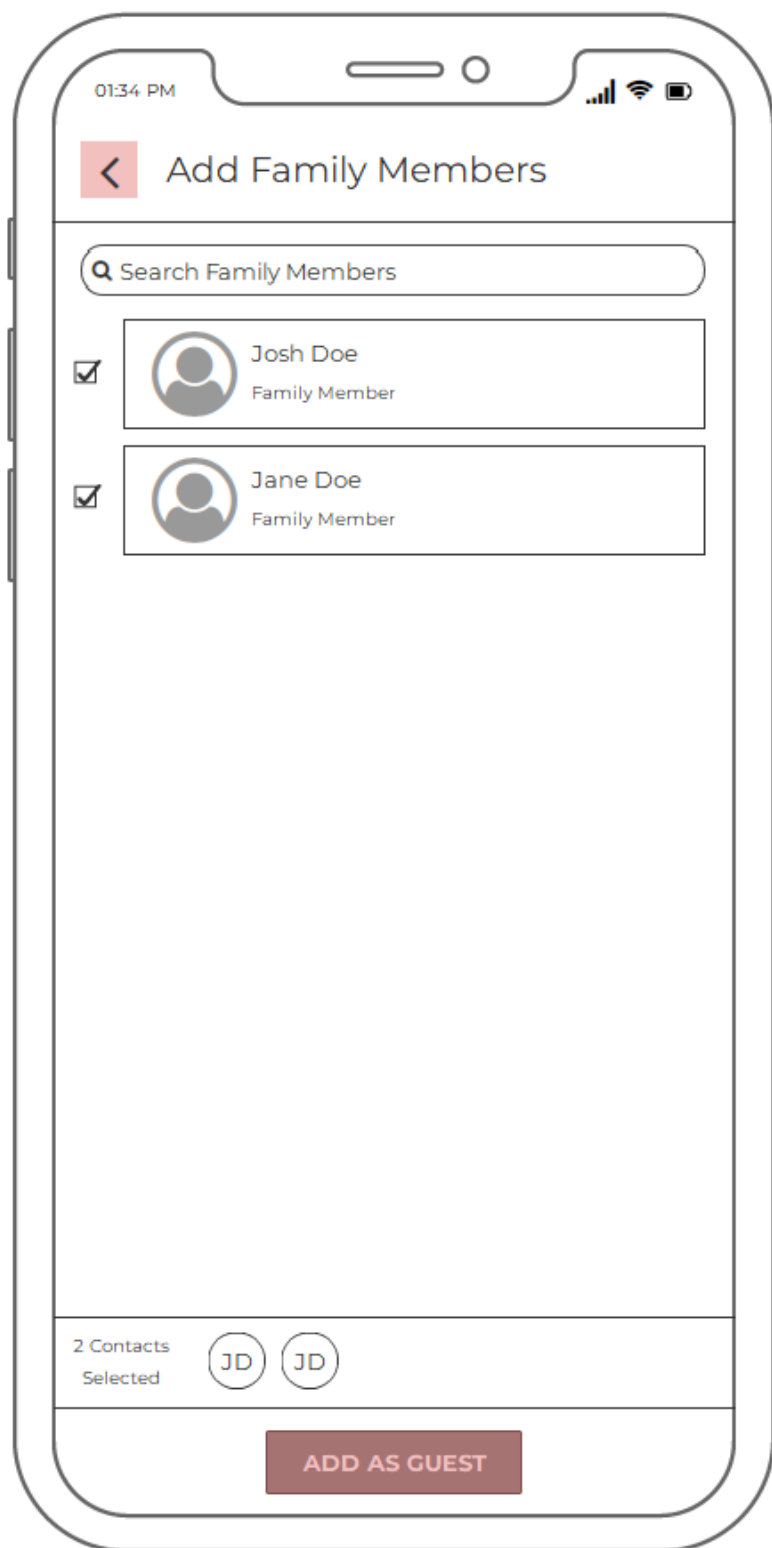 01:34 PM
Add Family Members
Search Family Members
Josh Doe
Family Member
Jane Doe
Family Member
2 Contacts
Selected
JD JD
ADD AS GUEST